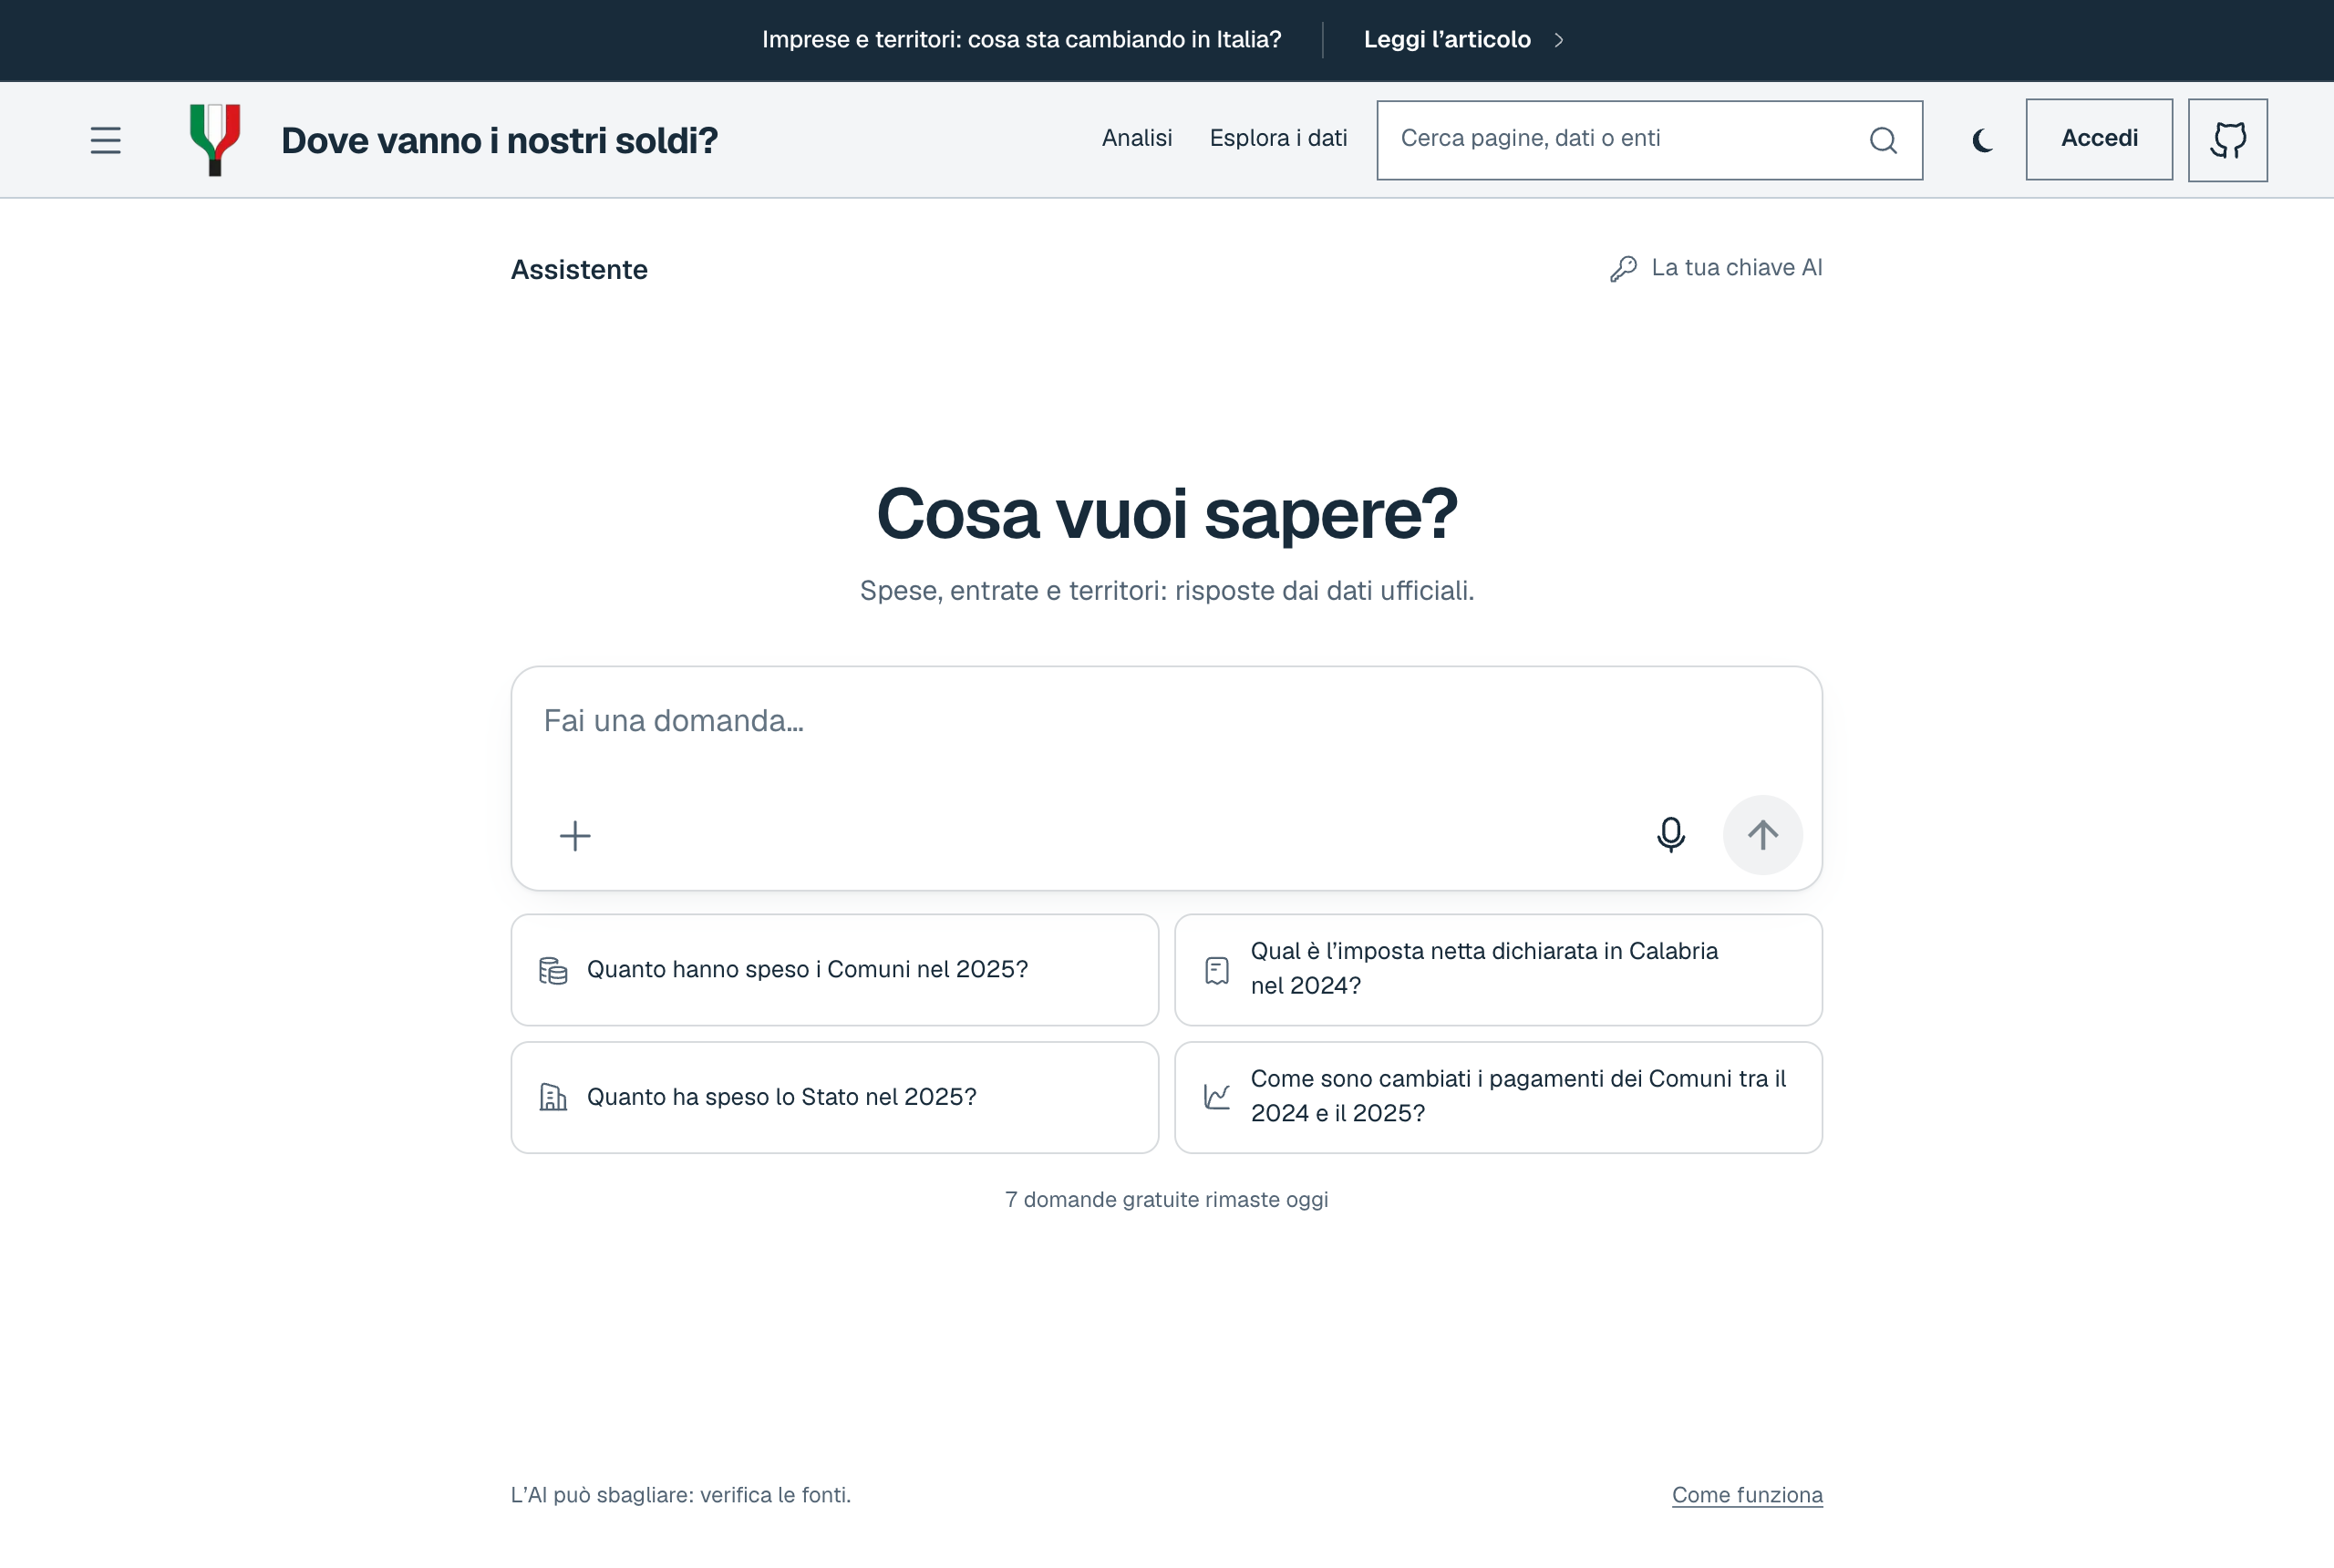 Imprese e territori: cosa sta cambiando in Italia?
Leggi l’articolo
Dove vanno i nostri soldi?
Analisi
Esplora i dati
Cerca pagine, dati o enti
Accedi
Assistente
La tua chiave AI
Cosa vuoi sapere?
Spese, entrate e territori: risposte dai dati ufficiali.
Fai una domanda…
Quanto hanno speso i Comuni nel 2025?
Qual è l’imposta netta dichiarata in Calabria
nel 2024?
Quanto ha speso lo Stato nel 2025?
Come sono cambiati i pagamenti dei Comuni tra il
2024 e il 2025?
7 domande gratuite rimaste oggi
L’AI può sbagliare: verifica le fonti.
Come funziona